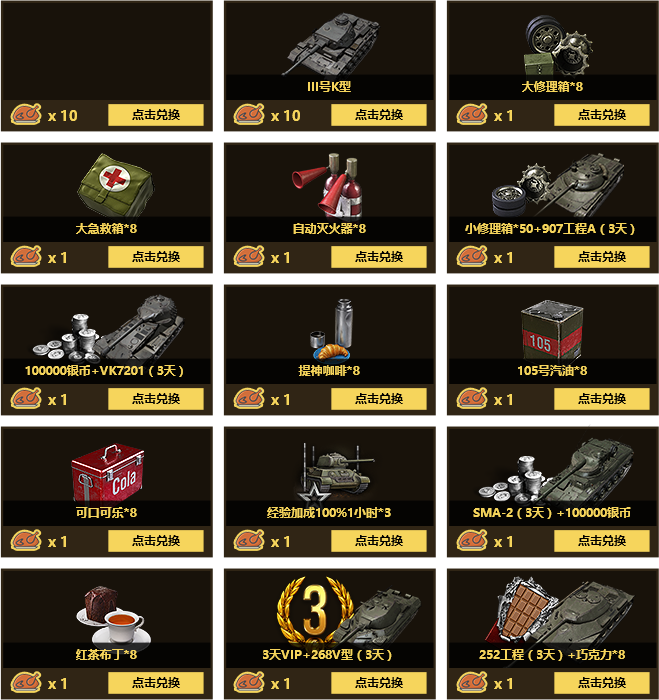 x 10 点击兑换
III号K型
x 10 点击兑换
大修理箱*8
x 1 点击兑换
大急救箱*8
x 1 点击兑换
自动灭火器*8
x 1 点击兑换
小修理箱*50+907工程A（3天）
x 1 点击兑换
100000银币+VK7201（3天）
x 1 点击兑换
提神咖啡*8
x 1 点击兑换
105
105号汽油*8
x 1 点击兑换
Cola
可口可乐*8
x 1 点击兑换
经验加成100%1小时*3
x 1 点击兑换
SMA-2（3天）+100000银币
x 1 点击兑换
红茶布丁*8
x 1 点击兑换
3
3天VIP+268V型（3天）
x 1 点击兑换
252工程（3天）+巧克力*8
x 1 点击兑换